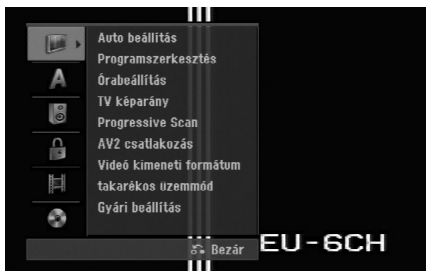 Auto beállítás
Programszerkesztés
A
Órabeállítás
TV képarány
Progressive Scan
AV2 csatlakozás
Videó kimeneti formátum
takarékos üzemmód
Gyári beállítás
Bezár
EU-6CH